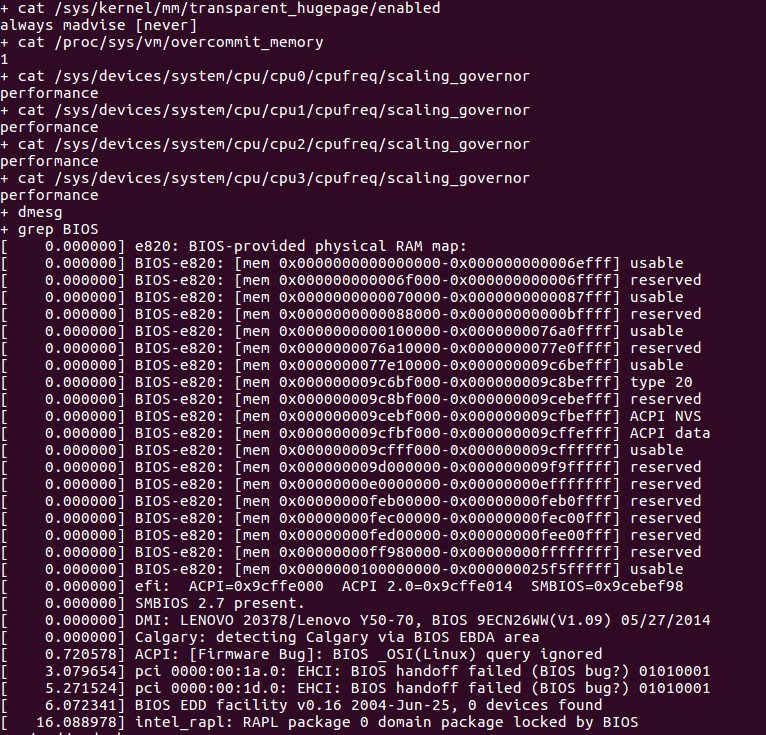 + cat /sys/kernel/mm/transparent_hugepage/enabled
always madvise [never]
+ cat /proc/sys/vm/overcommit_memory
1
+ cat /sys/devices/system/cpu/cpu0/cpufreq/scaling_governor
performance
+ cat /sys/devices/system/cpu/cpu1/cpufreq/scaling_governor
performance
+ cat /sys/devices/system/cpu/cpu2/cpufreq/scaling_governor
performance
+ cat /sys/devices/system/cpu/cpu3/cpufreq/scaling_governor
performance
+ dmesg
+ grep BIOS
[    0.000000] e820: BIOS-provided physical RAM map:
[    0.000000] BIOS-e820: [mem 0x0000000000000000-0x000000000006efff] usable
[    0.000000] BIOS-e820: [mem 0x000000000006f000-0x000000000006ffff] reserved
[    0.000000] BIOS-e820: [mem 0x0000000000070000-0x0000000000087fff] usable
[    0.000000] BIOS-e820: [mem 0x0000000000088000-0x00000000000bffff] reserved
[    0.000000] BIOS-e820: [mem 0x0000000000100000-0x0000000076a0ffff] usable
[    0.000000] BIOS-e820: [mem 0x0000000076a10000-0x0000000077e0ffff] reserved
[    0.000000] BIOS-e820: [mem 0x0000000077e10000-0x000000009c6befff] usable
[    0.000000] BIOS-e820: [mem 0x000000009c6bf000-0x000000009c8befff] type 20
[    0.000000] BIOS-e820: [mem 0x000000009c8bf000-0x000000009cebefff] reserved
[    0.000000] BIOS-e820: [mem 0x000000009cebf000-0x000000009cfbefff] ACPI NVS
[    0.000000] BIOS-e820: [mem 0x000000009cfbf000-0x000000009cffefff] ACPI data
[    0.000000] BIOS-e820: [mem 0x000000009cfff000-0x000000009cffffff] usable
[    0.000000] BIOS-e820: [mem 0x000000009d000000-0x000000009f9fffff] reserved
[    0.000000] BIOS-e820: [mem 0x00000000e0000000-0x00000000efffffff] reserved
[    0.000000] BIOS-e820: [mem 0x00000000feb00000-0x00000000feb0ffff] reserved
[    0.000000] BIOS-e820: [mem 0x00000000fec00000-0x00000000fec00fff] reserved
[    0.000000] BIOS-e820: [mem 0x00000000fed00000-0x00000000fee00fff] reserved
[    0.000000] BIOS-e820: [mem 0x00000000ff980000-0x00000000ffffffff] reserved
[    0.000000] BIOS-e820: [mem 0x0000000100000000-0x000000025f5fffff] usable
[    0.000000] efi:  ACPI=0x9cffe000  ACPI 2.0=0x9cffe014  SMBIOS=0x9cebef98
[    0.000000] SMBIOS 2.7 present.
[    0.000000] DMI: LENOVO 20378/Lenovo Y50-70, BIOS 9ECN26WW(V1.09) 05/27/2014
[    0.000000] Calgary: detecting Calgary via BIOS EBDA area
[    0.720578] ACPI: [Firmware Bug]: BIOS _OSI(Linux) query ignored
[    3.079654] pci 0000:00:1a.0: EHCI: BIOS handoff failed (BIOS bug?) 01010001
[    5.271524] pci 0000:00:1d.0: EHCI: BIOS handoff failed (BIOS bug?) 01010001
[    6.072341] BIOS EDD facility v0.16 2004-Jun-25, 0 devices found
[   16.088978] intel_rapl: RAPL package 0 domain package locked by BIOS